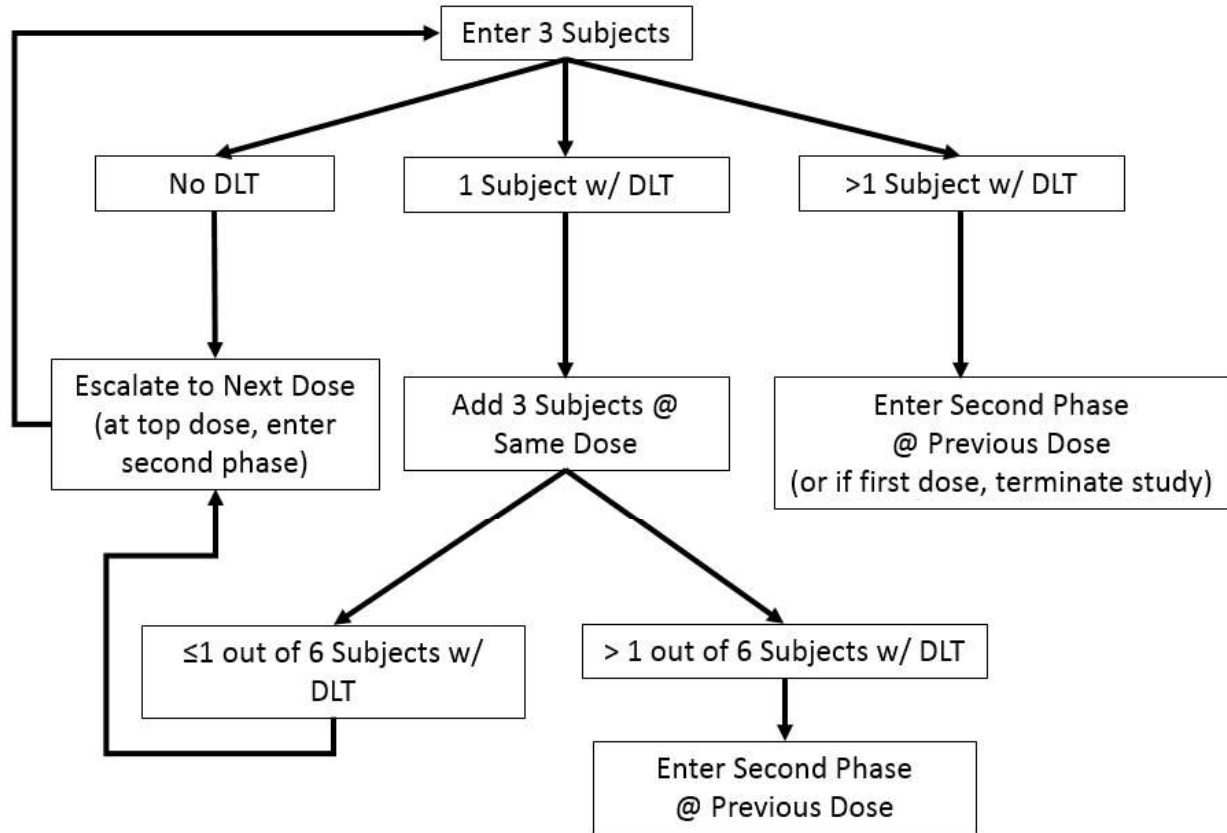 Enter 3 Subjects
No DLT
1 Subject w/ DLT
>1 Subject w/ DLT
Escalate to Next Dose
(at top dose, enter
second phase)
Add 3 Subjects @
Same Dose
Enter Second Phase
@ Previous Dose
(or if first dose, terminate study)
≤1 out of 6 Subjects w/
DLT
> 1 out of 6 Subjects w/ DLT
Enter Second Phase
@ Previous Dose